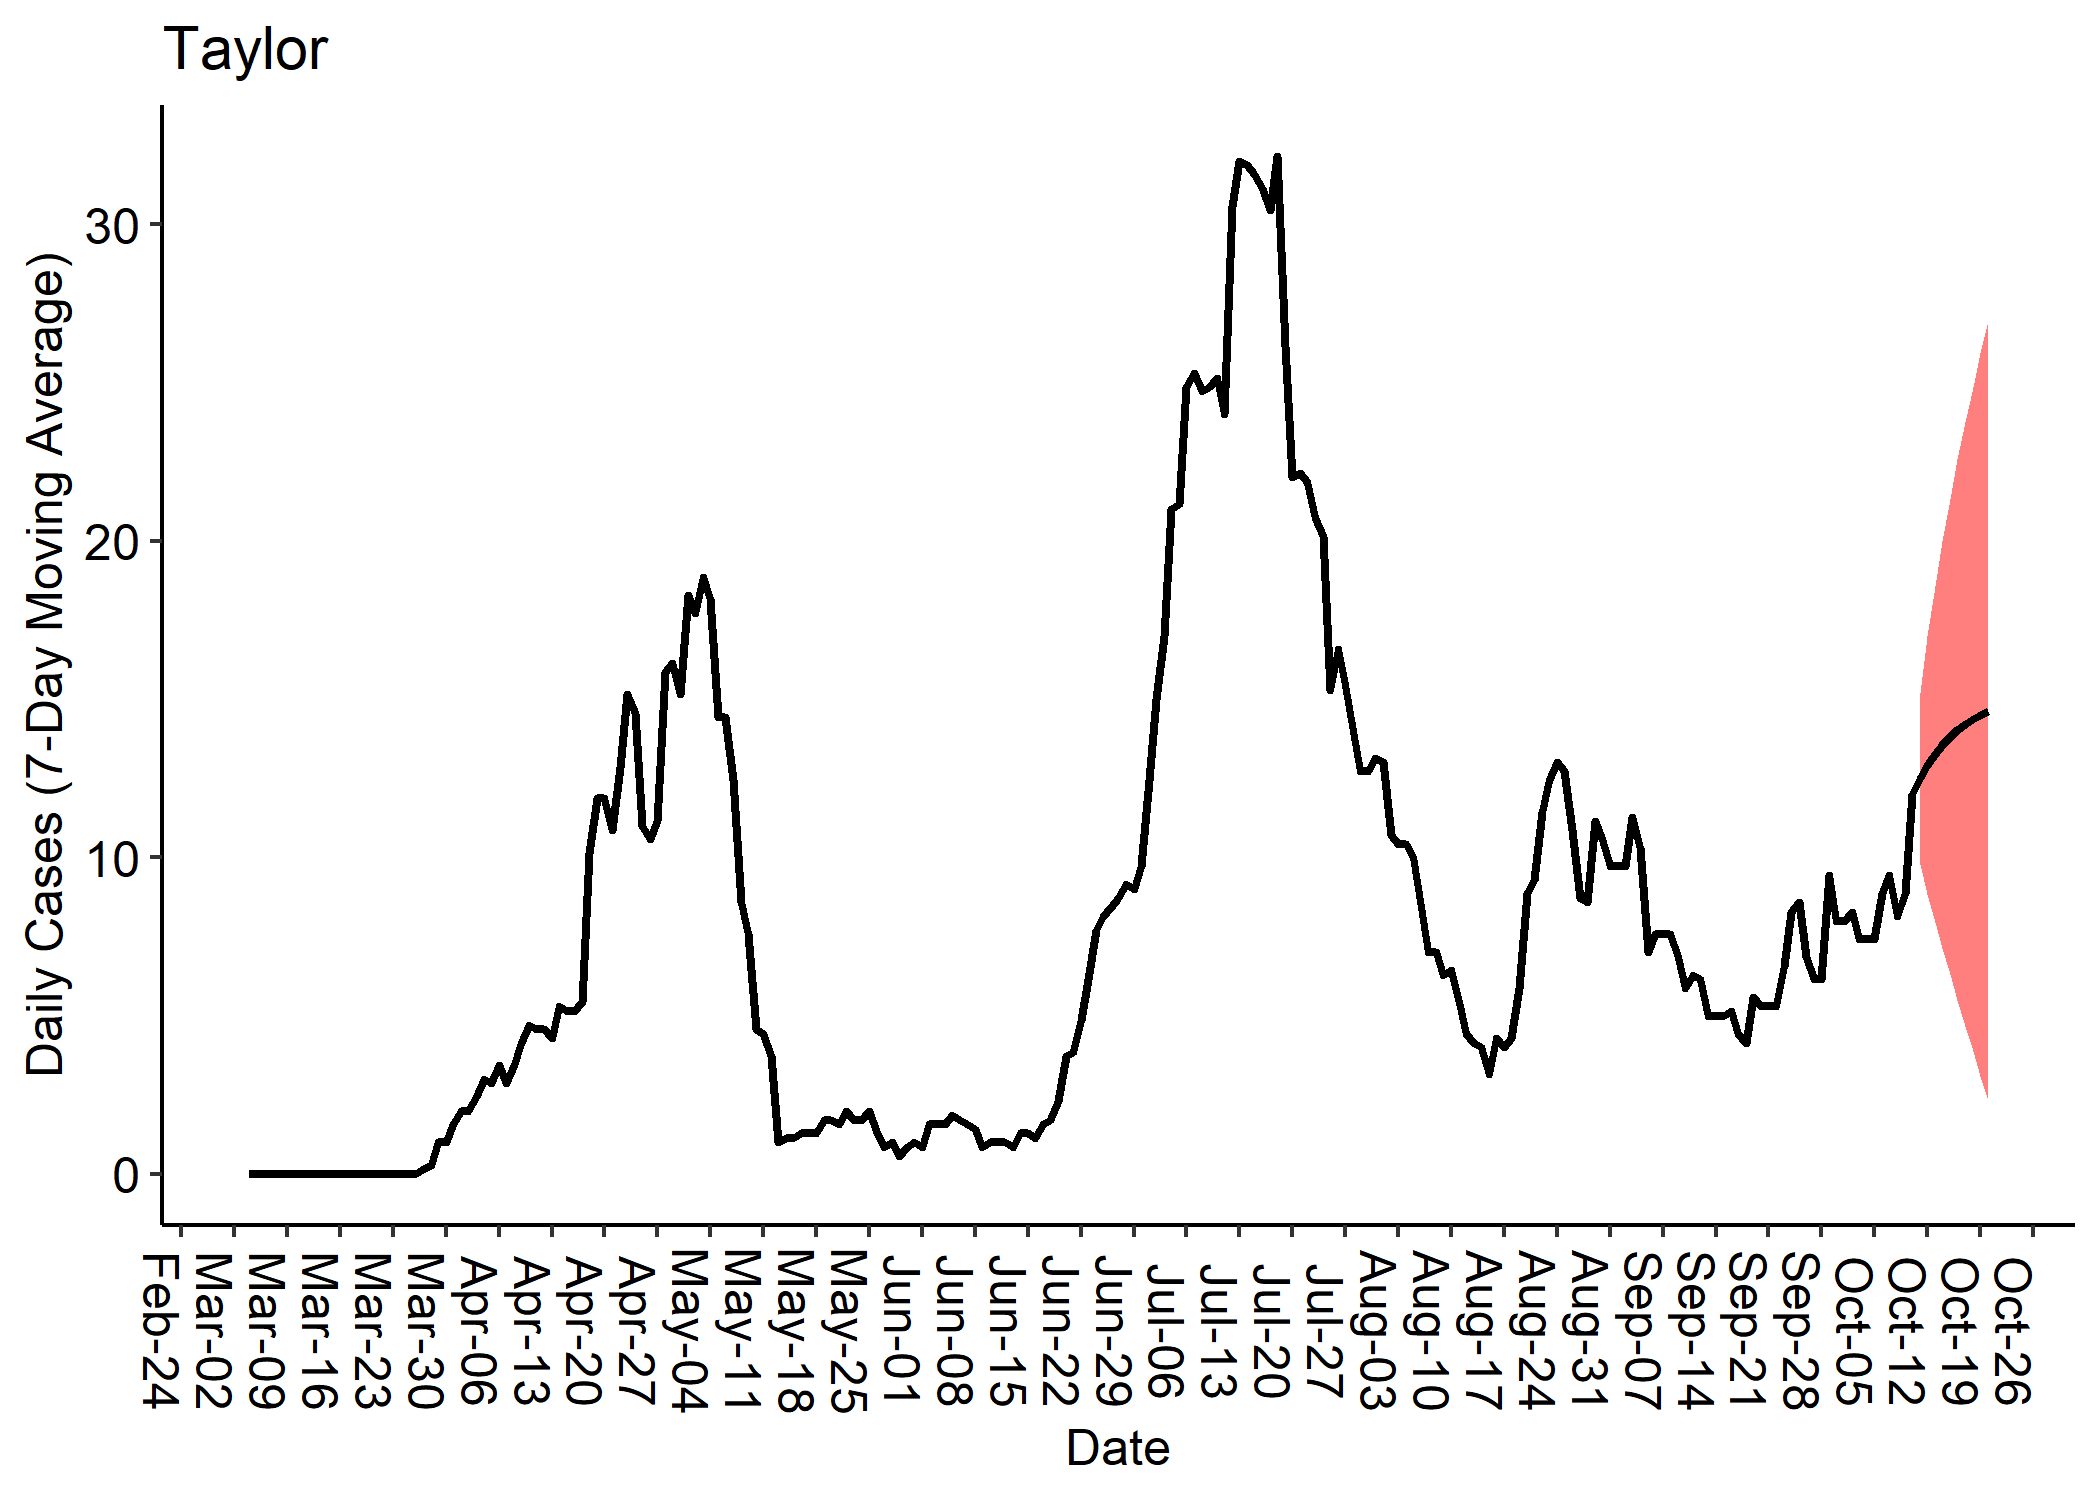 Taylor
Daily Cases (7-Day Moving Average)
30
20
10
0
Feb-24
Mar-02
Mar-09
Mar-16
Mar-23
Mar-30
Apr-06
Apr-13
Apr-20
Apr-27
May-04
May-11
May-18
May-25
Jun-01
Jun-08
Jun-15
Jun-22
Jun-29
Jul-06
Jul-13
Jul-20
Jul-27
Aug-03
Aug-10
Aug-17
Aug-24
Aug-31
Sep-07
Sep-14
Sep-21
Sep-28
Oct-05
Oct-12
Oct-19
Oct-26
Date